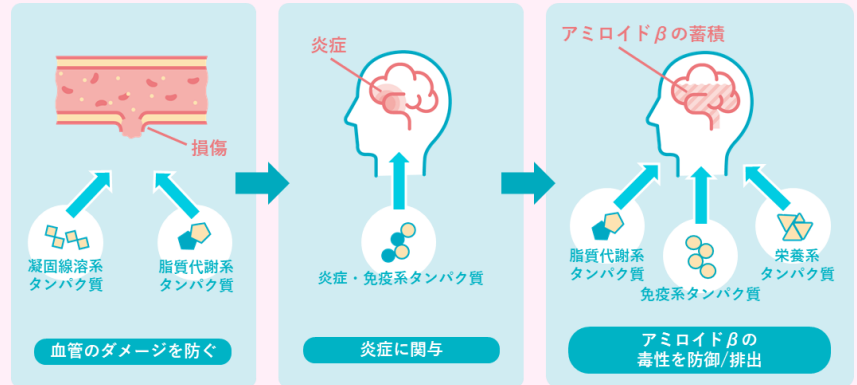 損傷
凝固線溶系
タンパク質
脂質代謝系
タンパク質
血管のダメージを防ぐ
炎症
炎症・免疫系タンパク質
炎症に関与
アミロイドβの蓄積
脂質代謝系
タンパク質
免疫系タンパク質
栄養系
タンパク質
アミロイドβの
毒性を防御/排出